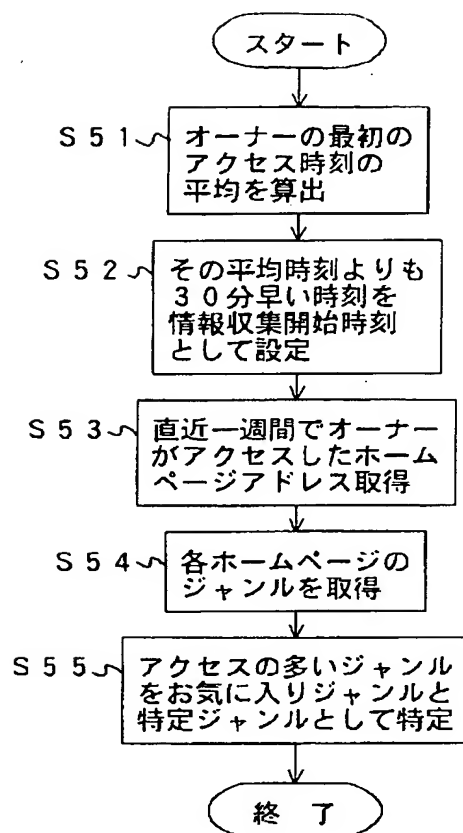 スタート
S51 オーナーの最初の
アクセス時刻の
平均を算出
S52 その平均時刻よりも
30分早い時刻を
情報収集開始時刻
として設定
S53 直近一週間でオーナー
がアクセスしたホーム
ページアドレス取得
S54 各ホームページの
ジャンルを取得
S55 アクセスの多いジャンル
をお気に入りジャンルと
特定ジャンルとして特定
終了